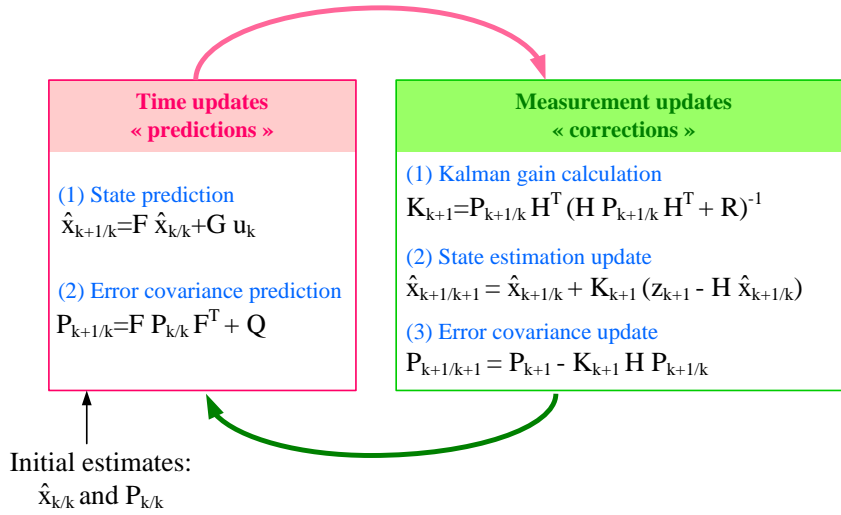 Time updates
« predictions »
(1) State prediction
x̂ₖ₊₁/ₖ=F x̂ₖ/ₖ+G uₖ
(2) Error covariance prediction
Pₖ₊₁/ₖ=F Pₖ/ₖ Fᵀ + Q
Measurement updates
« corrections »
(1) Kalman gain calculation
Kₖ₊₁=Pₖ₊₁/ₖ Hᵀ (H Pₖ₊₁/ₖ Hᵀ + R)⁻¹
(2) State estimation update
x̂ₖ₊₁/ₖ₊₁ = x̂ₖ₊₁/ₖ + Kₖ₊₁ (zₖ₊₁ - H x̂ₖ₊₁/ₖ)
(3) Error covariance update
Pₖ₊₁/ₖ₊₁ = Pₖ₊₁ - Kₖ₊₁ H Pₖ₊₁/ₖ
Initial estimates:
x̂ₖ/ₖ and Pₖ/ₖ